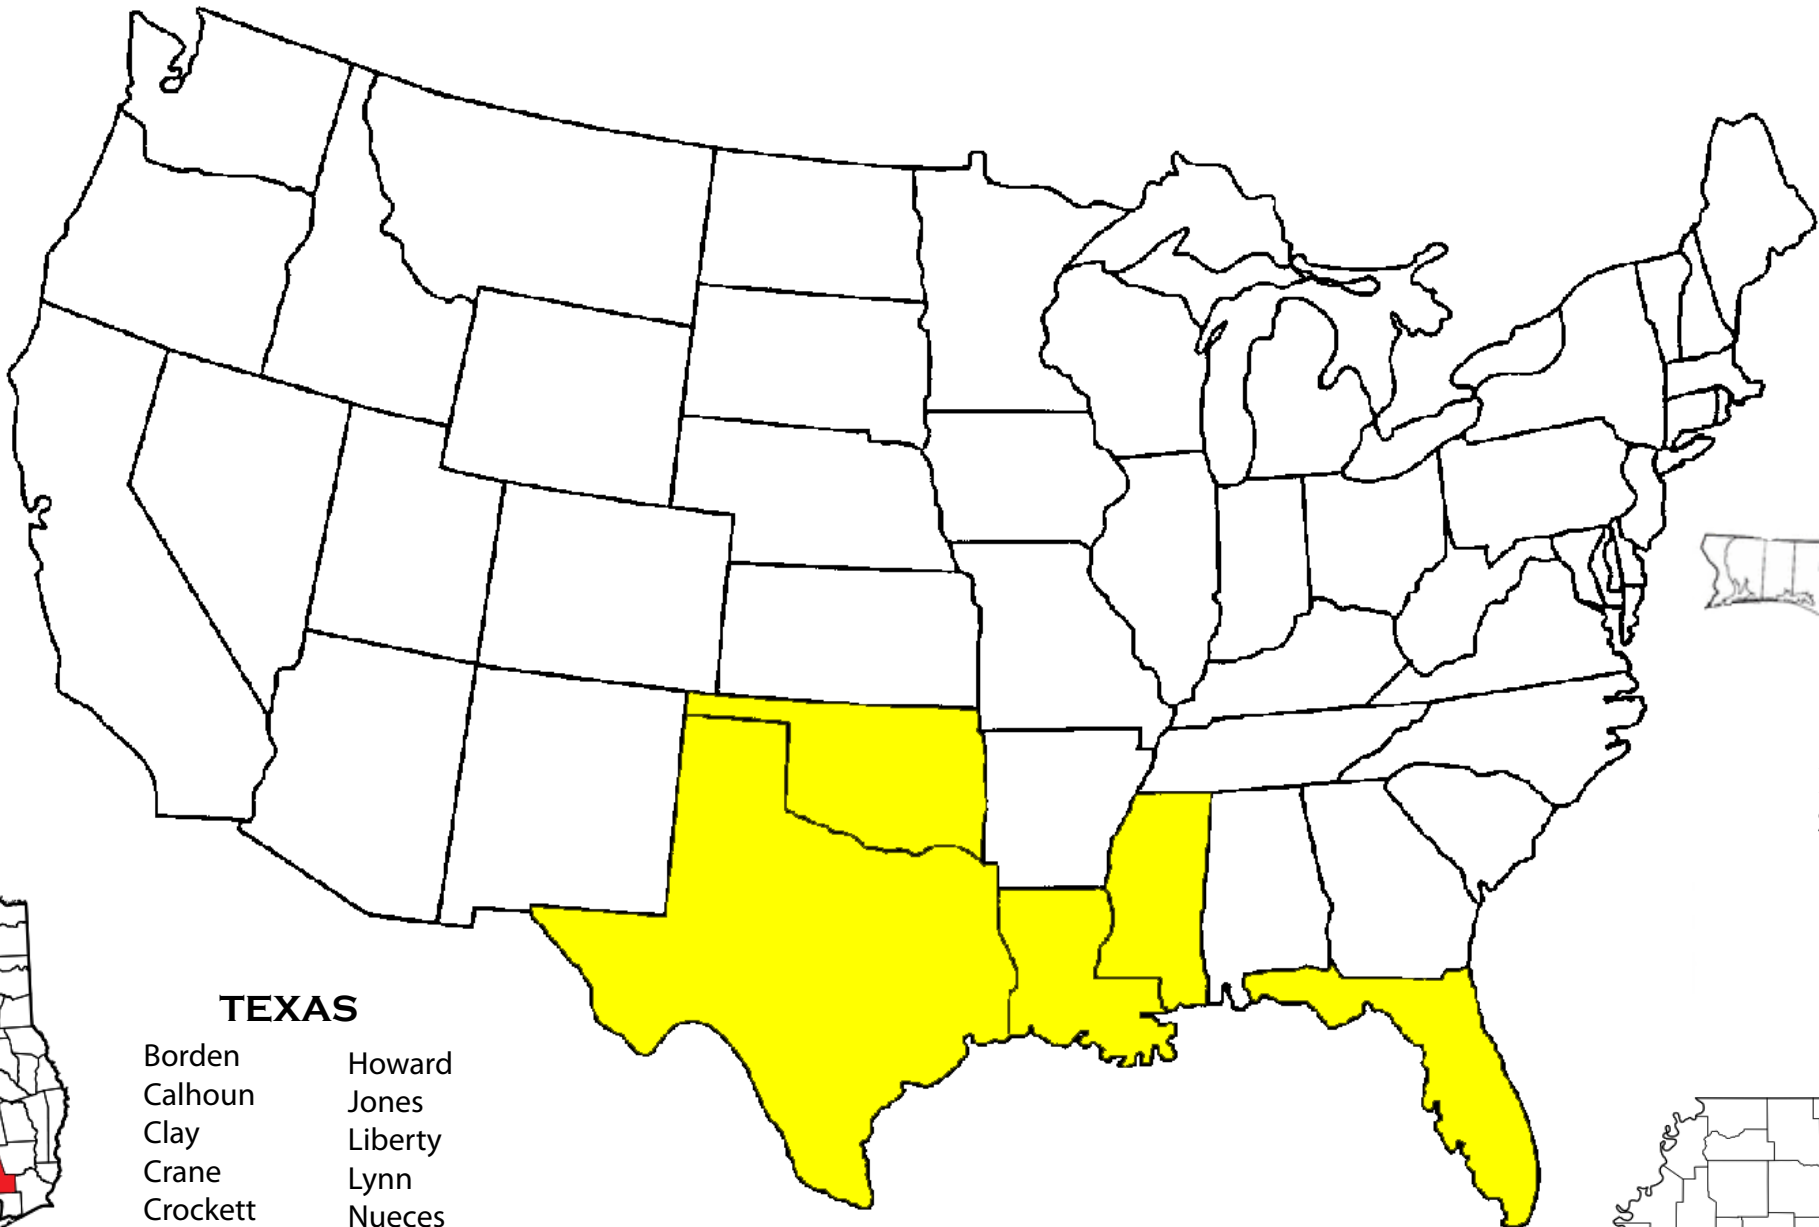 TEXAS
Borden
Calhoun
Clay
Crane
Crockett
Howard
Jones
Liberty
Lynn
Nueces